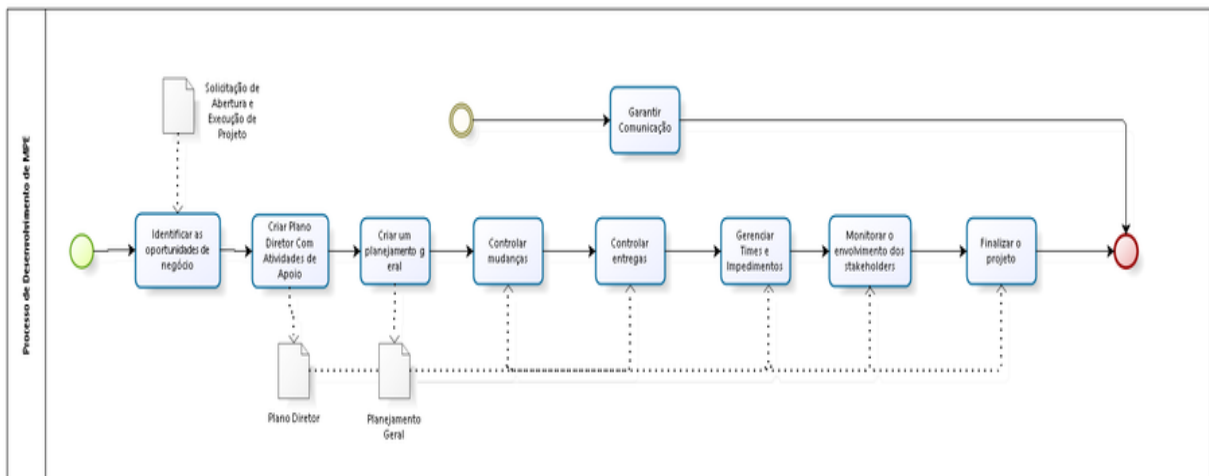 Processo de Desenvolvimento de MPE
Solicitação de
Abertura e
Execução de
Projeto
Garantir
Comunicação
Identificar as
oportunidades de
negócio
Criar Plano
Diretor Com
Atividades de
Apoio
Criar um
planejamento g
eral
Controlar
mudanças
Controlar
entregas
Gerenciar
Times e
Impedimentos
Monitorar o
envolvimento dos
stakeholders
Finalizar o
projeto
Plano Diretor
Planejamento
Geral